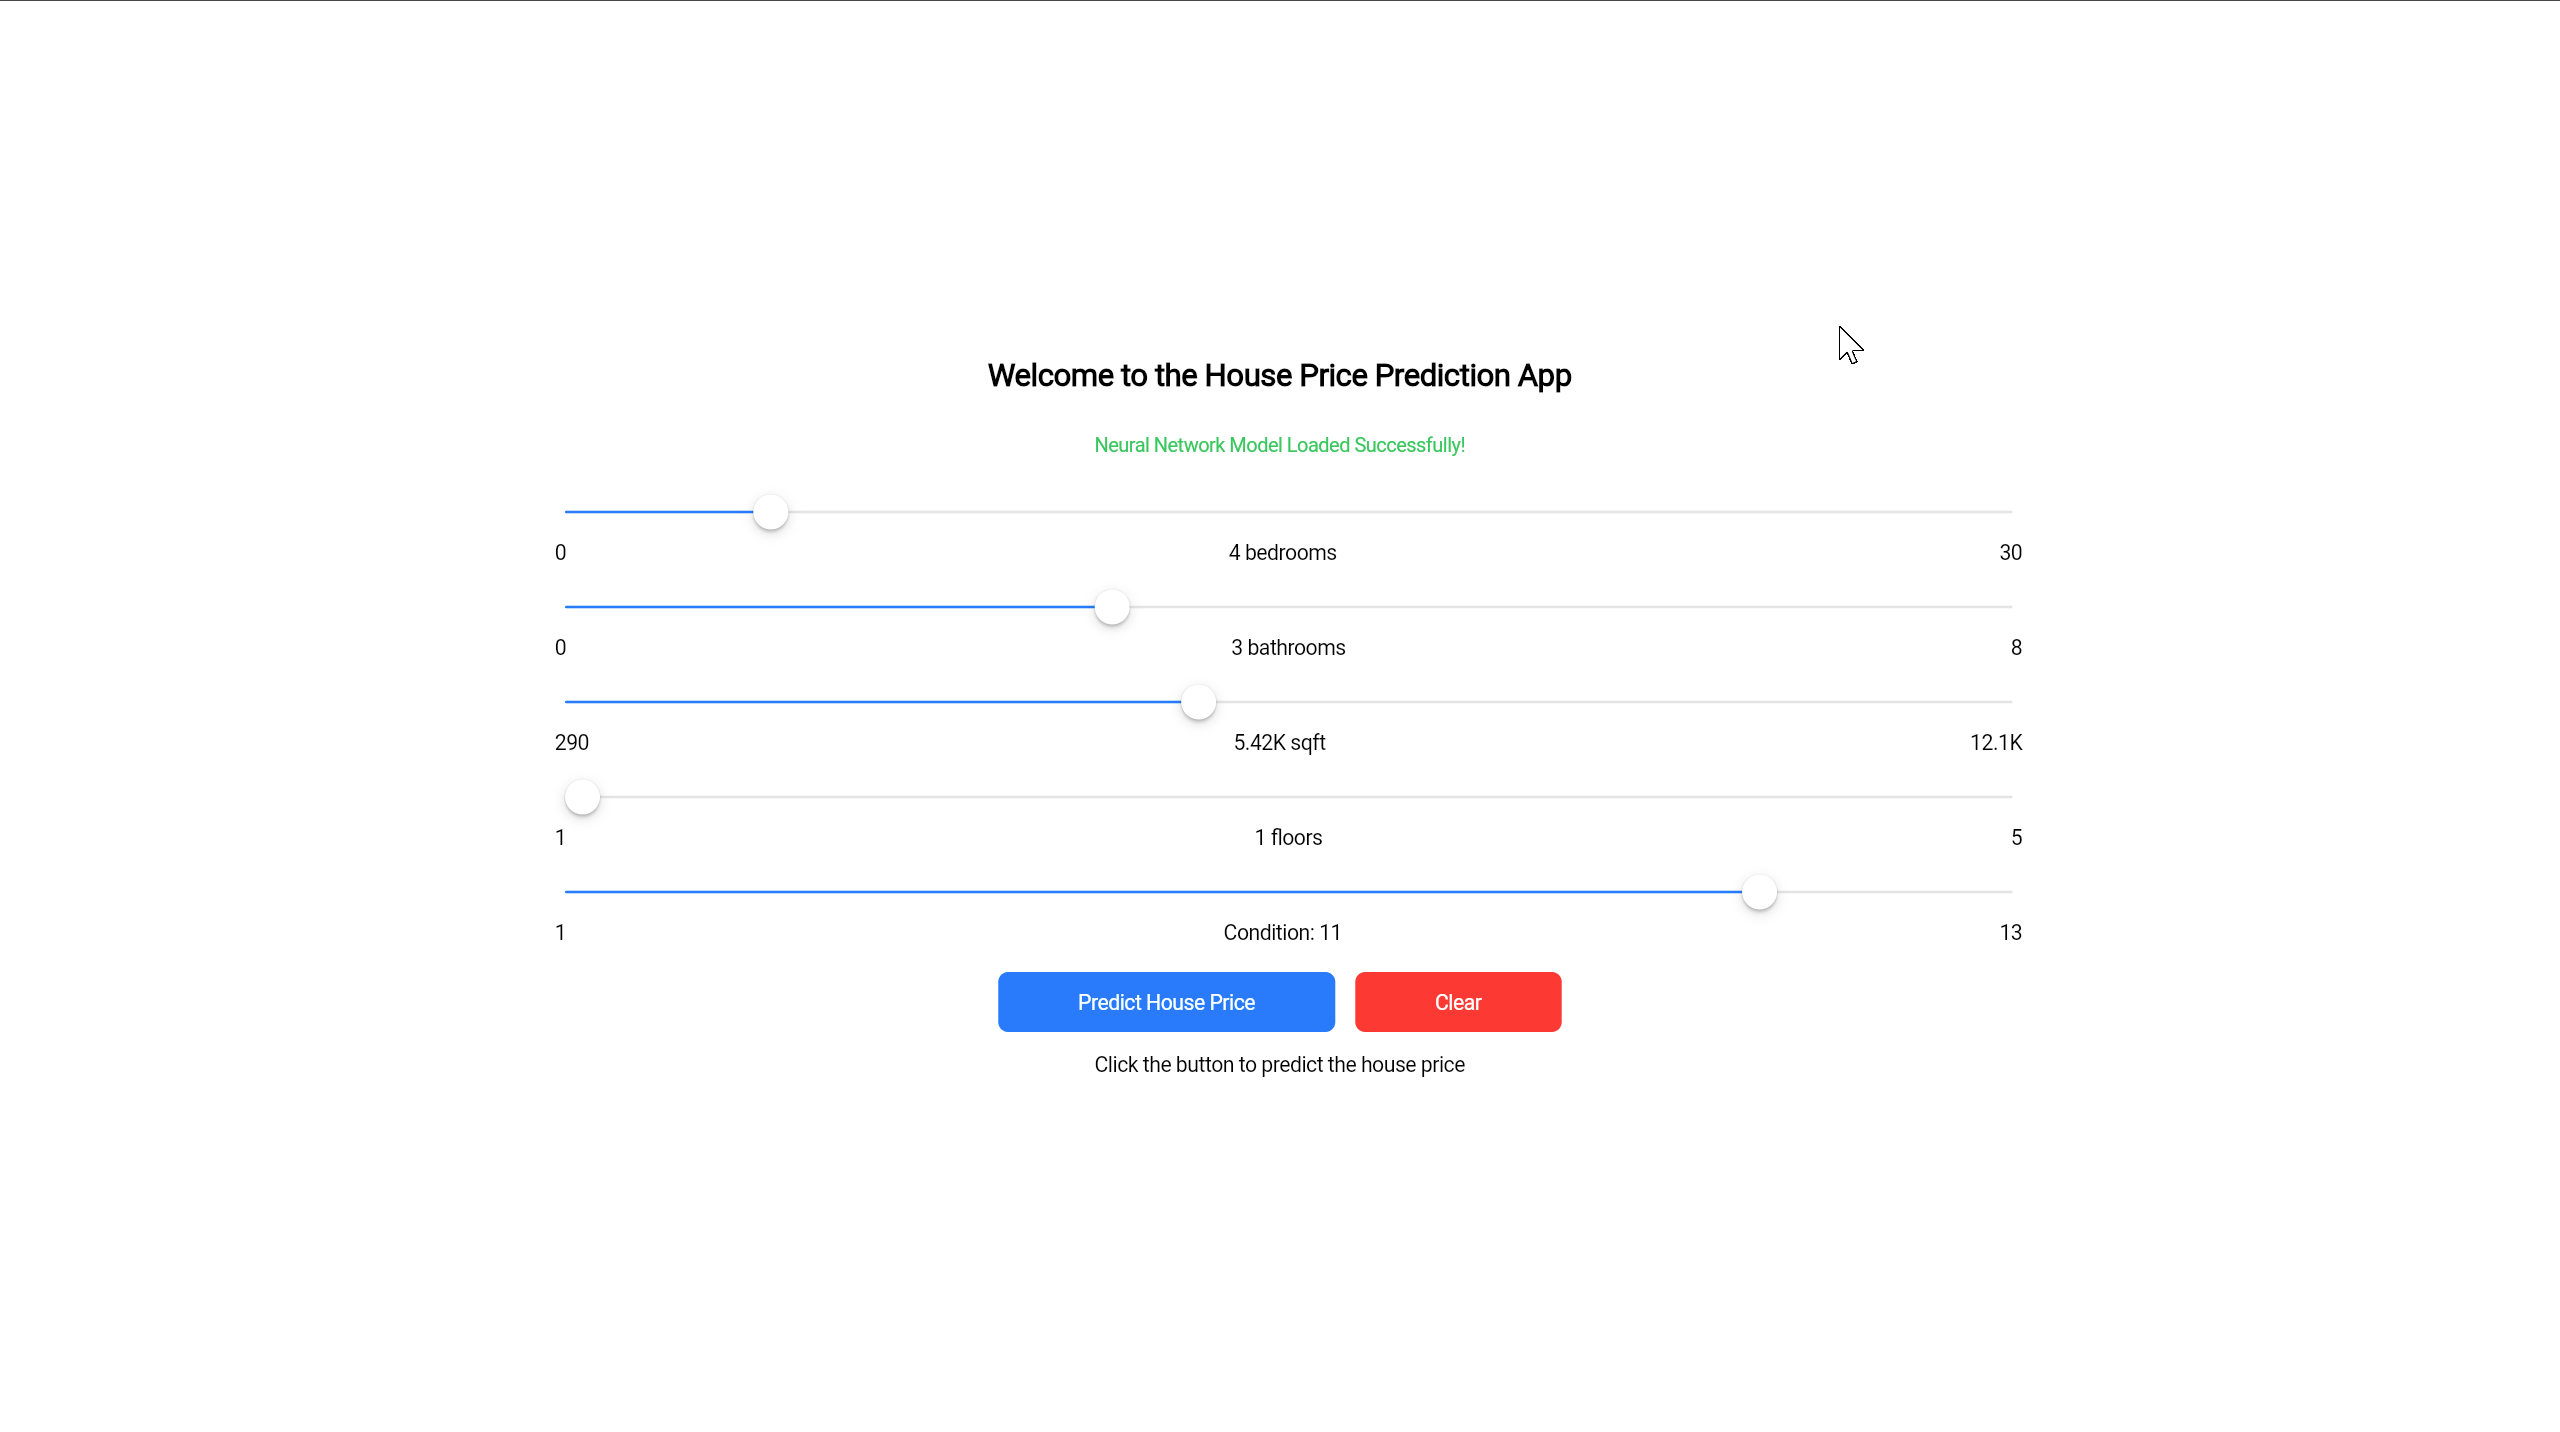 Welcome to the House Price Prediction App
Neural Network Model Loaded Successfully!
0 4 bedrooms 30
0 3 bathrooms 8
290 5.42K sqft 12.1K
1 1 floors 5
1 Condition: 11 13
Predict House Price Clear
Click the button to predict the house price